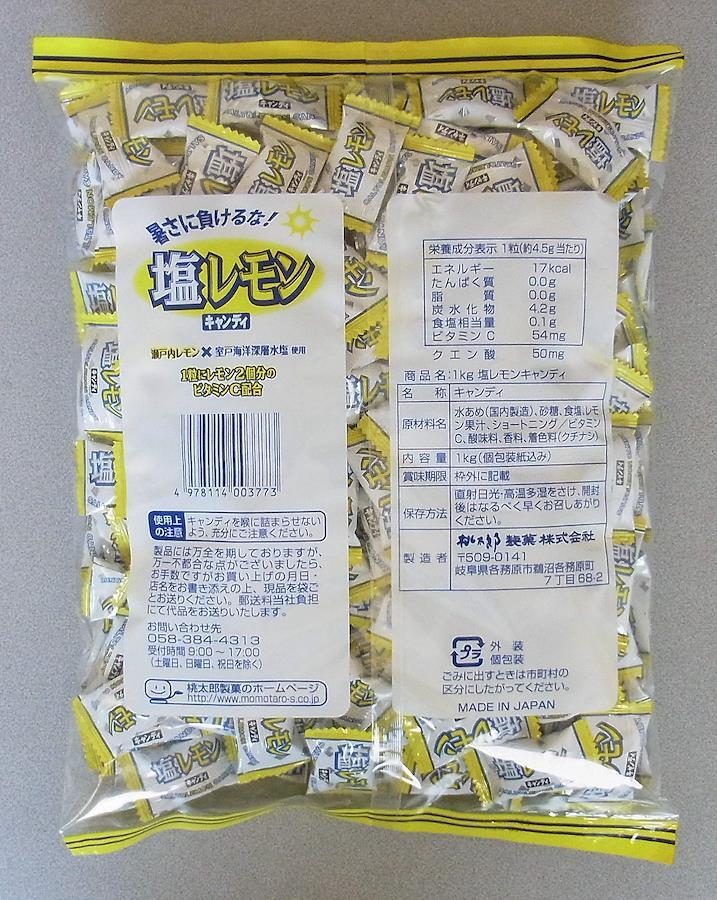 暑さに負けるな!
塩レモン
キャンディ
瀬戸内レモン×室戸海洋深層水塩 使用
1粒にレモン2個分の
ビタミンC配合
4 978114 003773
使用上
の注意
キャンディを喉に詰まらせない
よう、充分にご注意ください。
製品には万全を期しておりますが、
万一不都合な点がございましたら、
お手数ですがお買い上げの月日・
店名をお書き添えの上、現品を袋ご
とお送りください。郵送料当社負担
にて代品をお送りいたします。
お問い合わせ先
058-384-4313
受付時間 9:00~17:00
(土曜日、日曜日、祝日を除く)
桃太郎製菓のホームページ
http://www.momotaro-s.co.jp
栄養成分表示 1粒(約4.5g当たり)
エネルギー 17kcal
たんぱく質 0.0g
脂質 0.0g
炭水化物 4.2g
食塩相当量 0.1g
ビタミンC 54mg
クエン酸 50mg
商品名:1kg 塩レモンキャンディ
名称 キャンディ
原材料名 水あめ(国内製造)、砂糖、食塩、レモ
ン果汁、ショートニング/ビタミン
C、酸味料、香料、着色料(クチナシ)
内容量 1kg(個包装紙込み)
賞味期限 枠外に記載
保存方法 直射日光・高温多湿をさけ、開封
後はなるべく早くお召しあがり
ください。
製造者 桃太郎製菓株式会社
〒509-0141
岐阜県各務原市鵜沼各務原町
7丁目68-2
プラ
外装
個包装
ごみに出すときは市町村の
区分にしたがってください。
MADE IN JAPAN
塩レモン
キャンディ